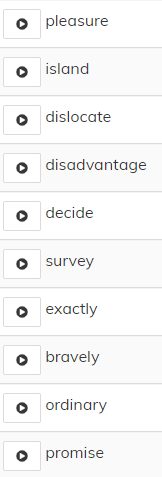 pleasure
island
dislocate
disadvantage
decide
survey
exactly
bravely
ordinary
promise